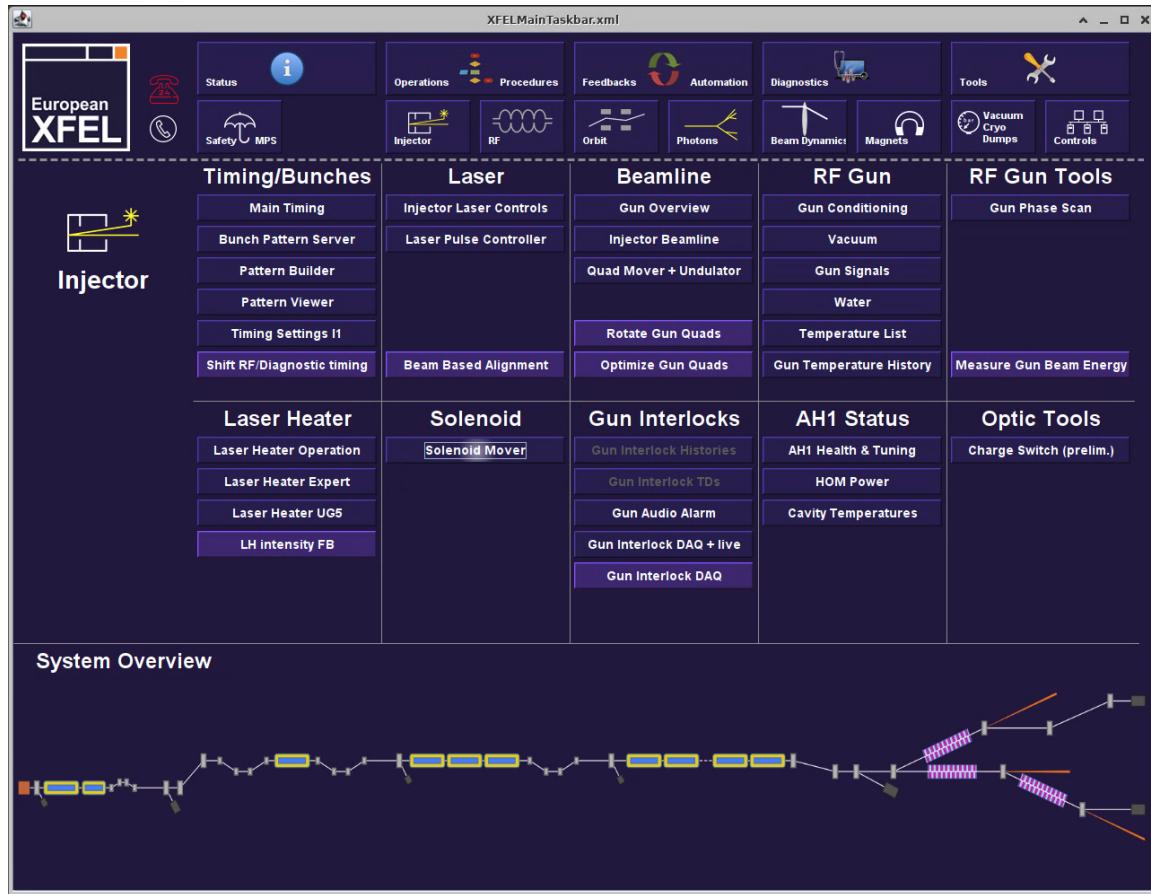 XFELMainTaskbar.xml
European
XFEL
Status
Operations Procedures
Feedbacks Automation
Diagnostics
Tools
Safety MPS
Injector
RF
Orbit
Photons
Beam Dynamics
Magnets
Vacuum
Cryo
Dumps
Controls
Injector
Timing/Bunches
Main Timing
Bunch Pattern Server
Pattern Builder
Pattern Viewer
Timing Settings I1
Shift RF/Diagnostic timing
Laser
Injector Laser Controls
Laser Pulse Controller
Beam Based Alignment
Beamline
Gun Overview
Injector Beamline
Quad Mover + Undulator
Rotate Gun Quads
Optimize Gun Quads
RF Gun
Gun Conditioning
Vacuum
Gun Signals
Water
Temperature List
Gun Temperature History
RF Gun Tools
Gun Phase Scan
Measure Gun Beam Energy
Laser Heater
Laser Heater Operation
Laser Heater Expert
Laser Heater UG5
LH intensity FB
Solenoid
Solenoid Mover
Gun Interlocks
Gun Interlock Histories
Gun Interlock TDs
Gun Audio Alarm
Gun Interlock DAQ + live
Gun Interlock DAQ
AH1 Status
AH1 Health & Tuning
HOM Power
Cavity Temperatures
Optic Tools
Charge Switch (prelim.)
System Overview